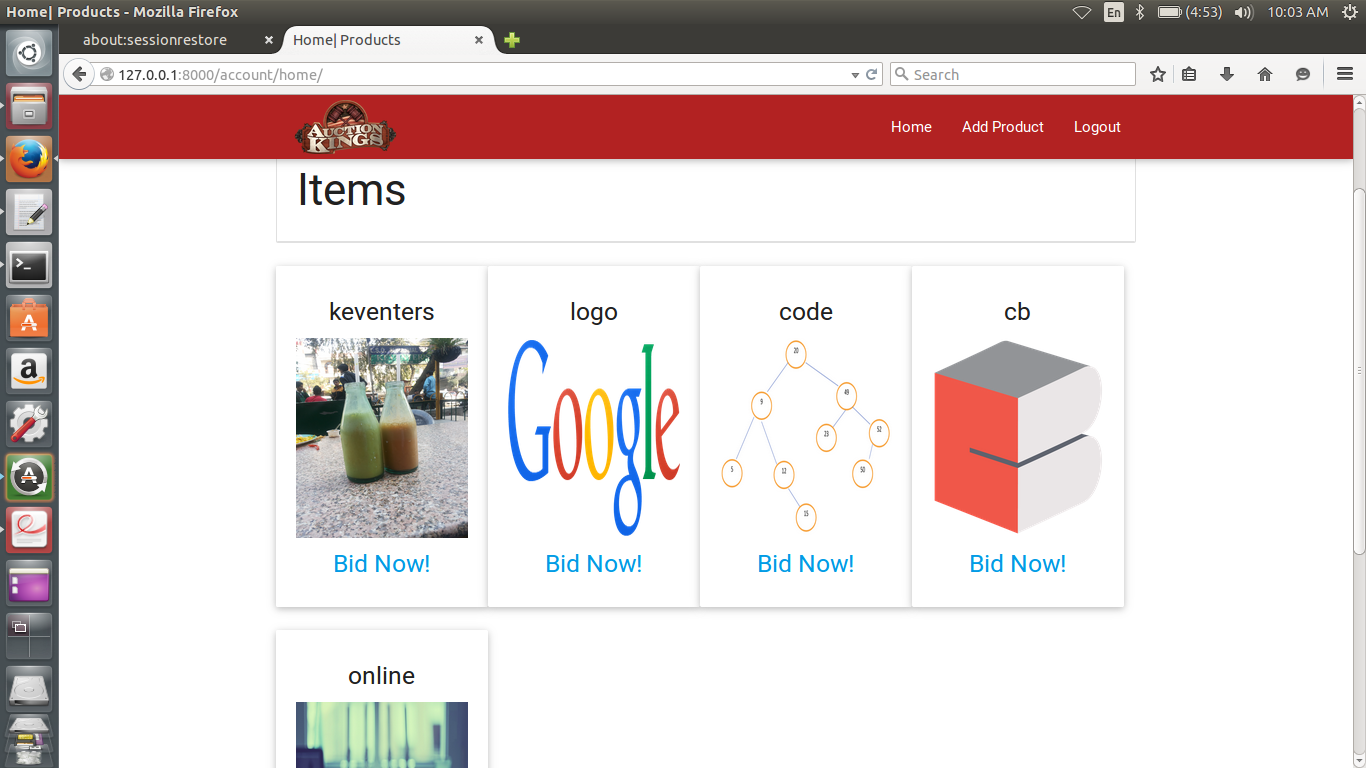 Home| Products - Mozilla Firefox
En
(4:53)
10:03 AM
about:sessionrestore
Home| Products
127.0.0.1:8000/account/home/
Search
AUCTION
KINGS
Home
Add Product
Logout
Items
keventers
logo
code
cb
Google
20
9
49
23
52
5
12
50
15
Bid Now!
Bid Now!
Bid Now!
Bid Now!
online